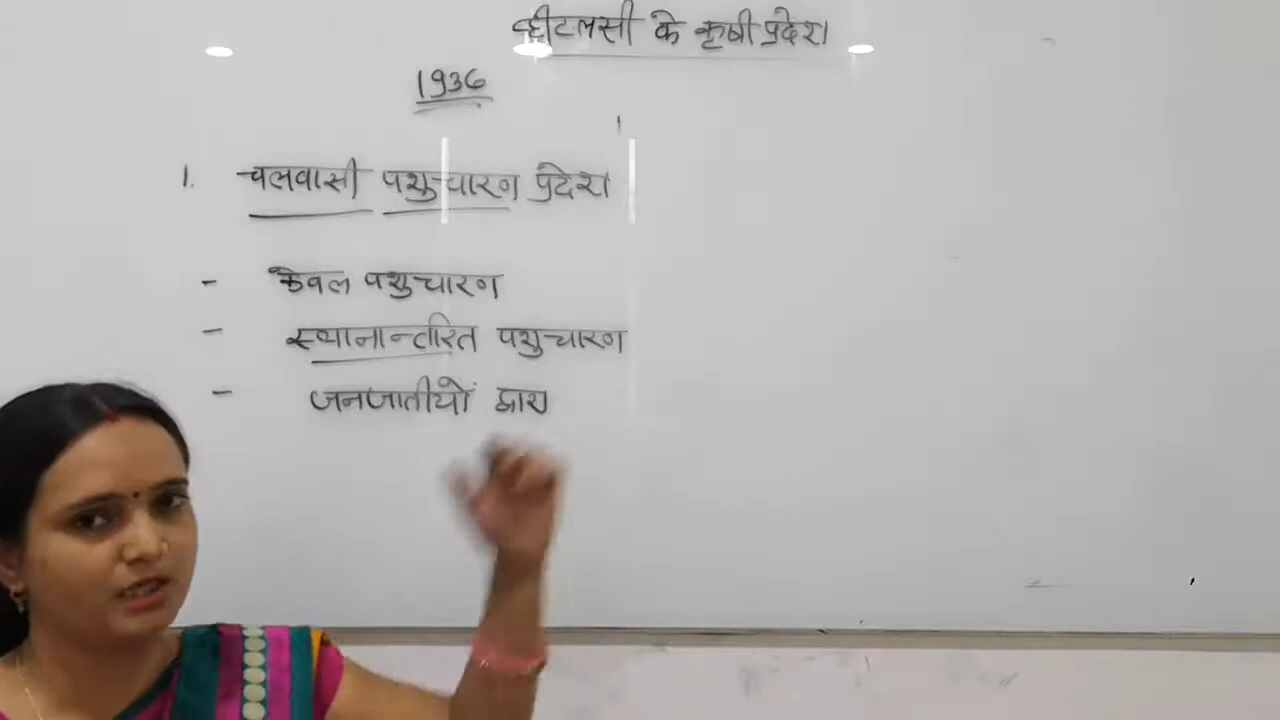 व्हीटलसी के कृषी प्रदेश
1936
1. चलवासी पशुचारण प्रदेश
- केवल पशुचारण
- स्थानान्तरित पशुचारण
- जनजातीयों द्वारा